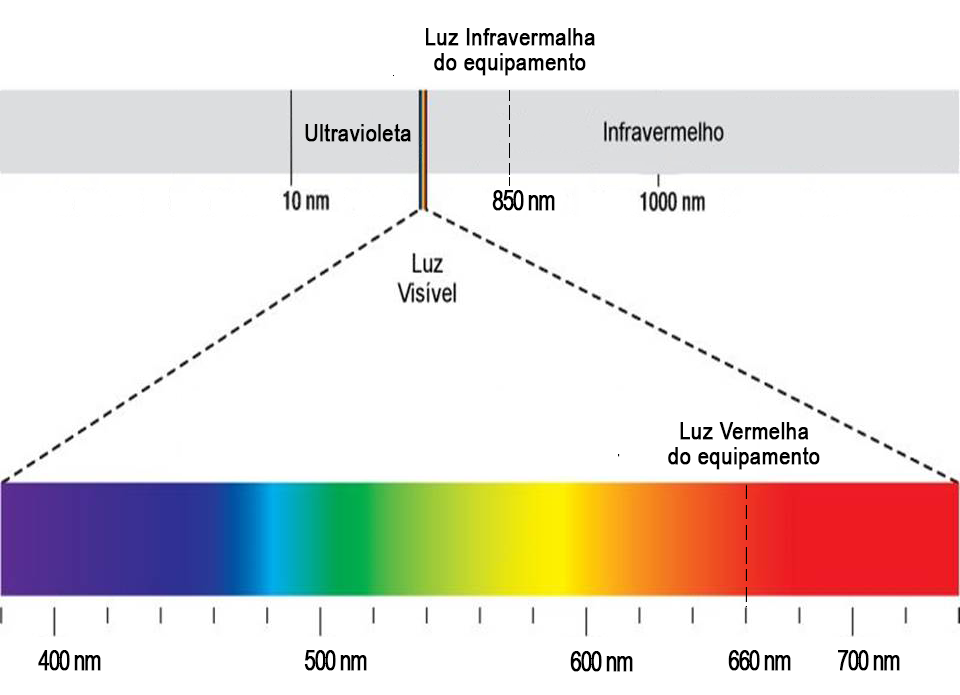 Luz Infravermalha
do equipamento
Ultravioleta
Infravermelho
10 nm
850 nm
1000 nm
Luz
Visível
Luz Vermelha
do equipamento
400 nm
500 nm
600 nm
660 nm
700 nm